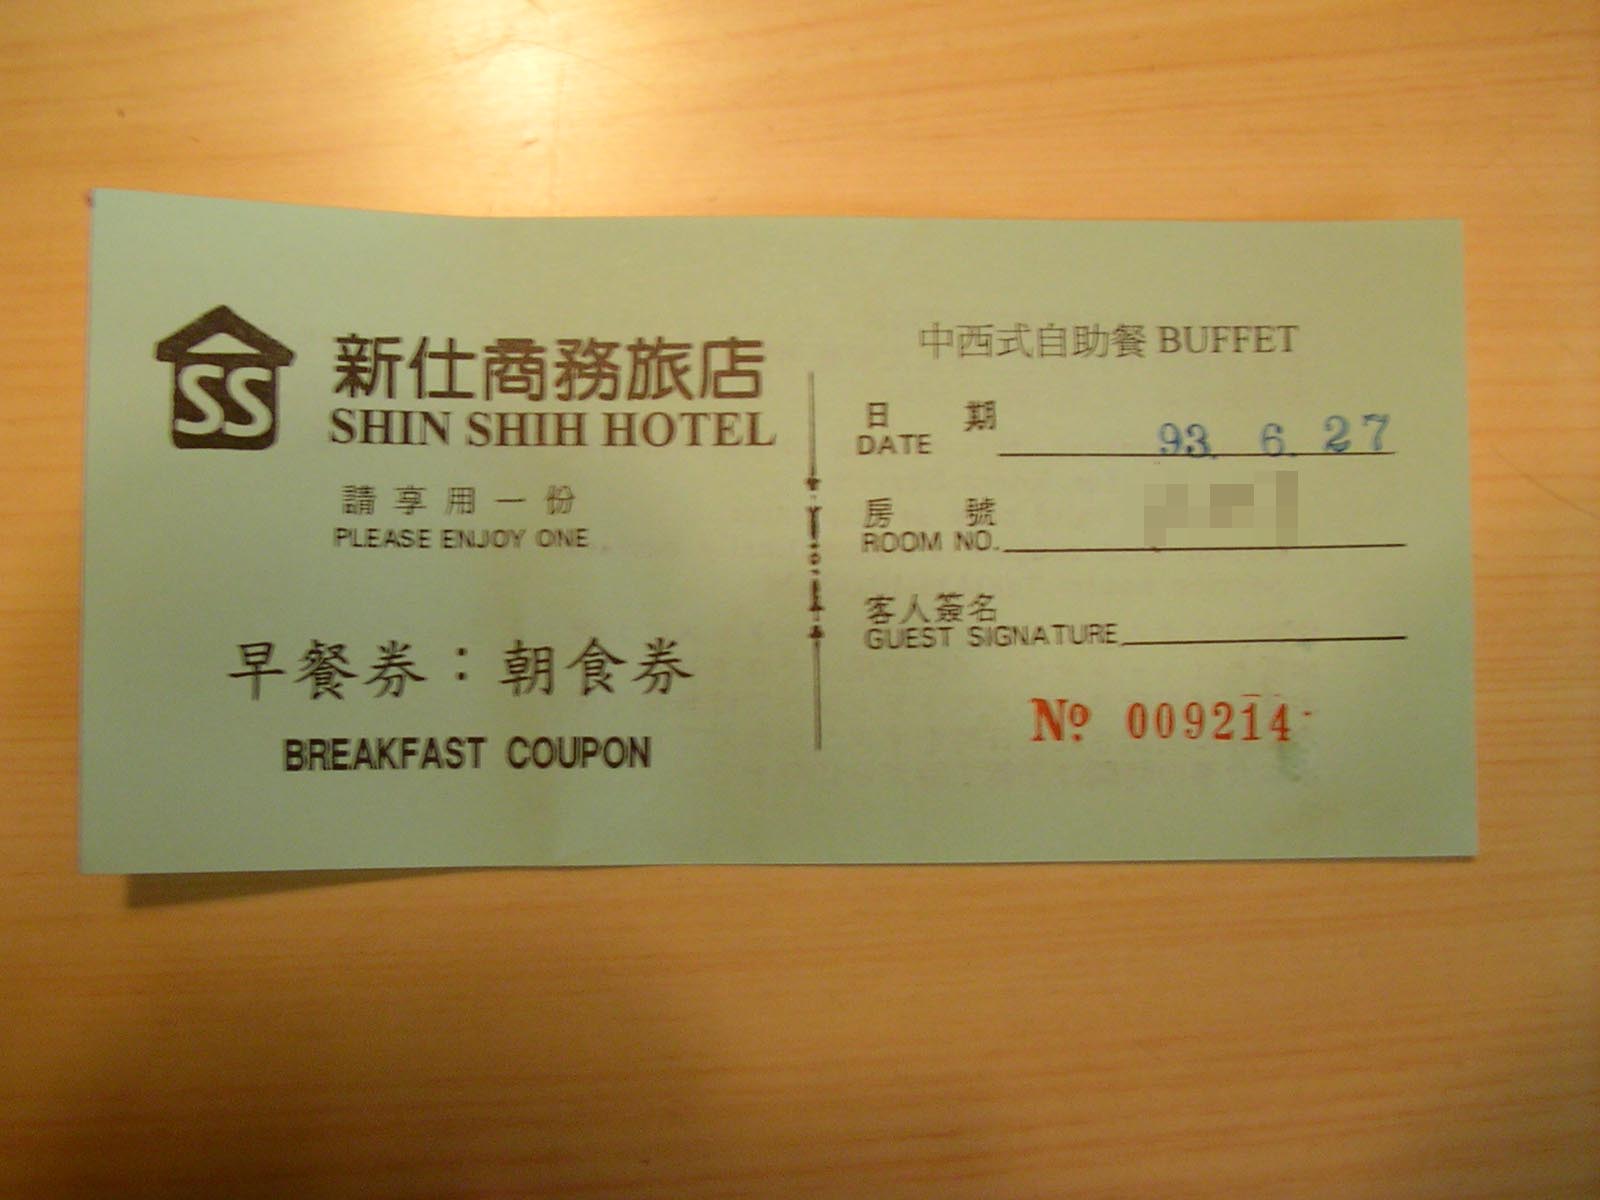 SS
新仕商務旅店
SHIN SHIH HOTEL
請享用一份
PLEASE ENJOY ONE
早餐券：朝食券
BREAKFAST COUPON
中西式自助餐 BUFFET
日 期
DATE 93. 6. 27
房 號
ROOM NO.
客人簽名
GUEST SIGNATURE
№ 009214